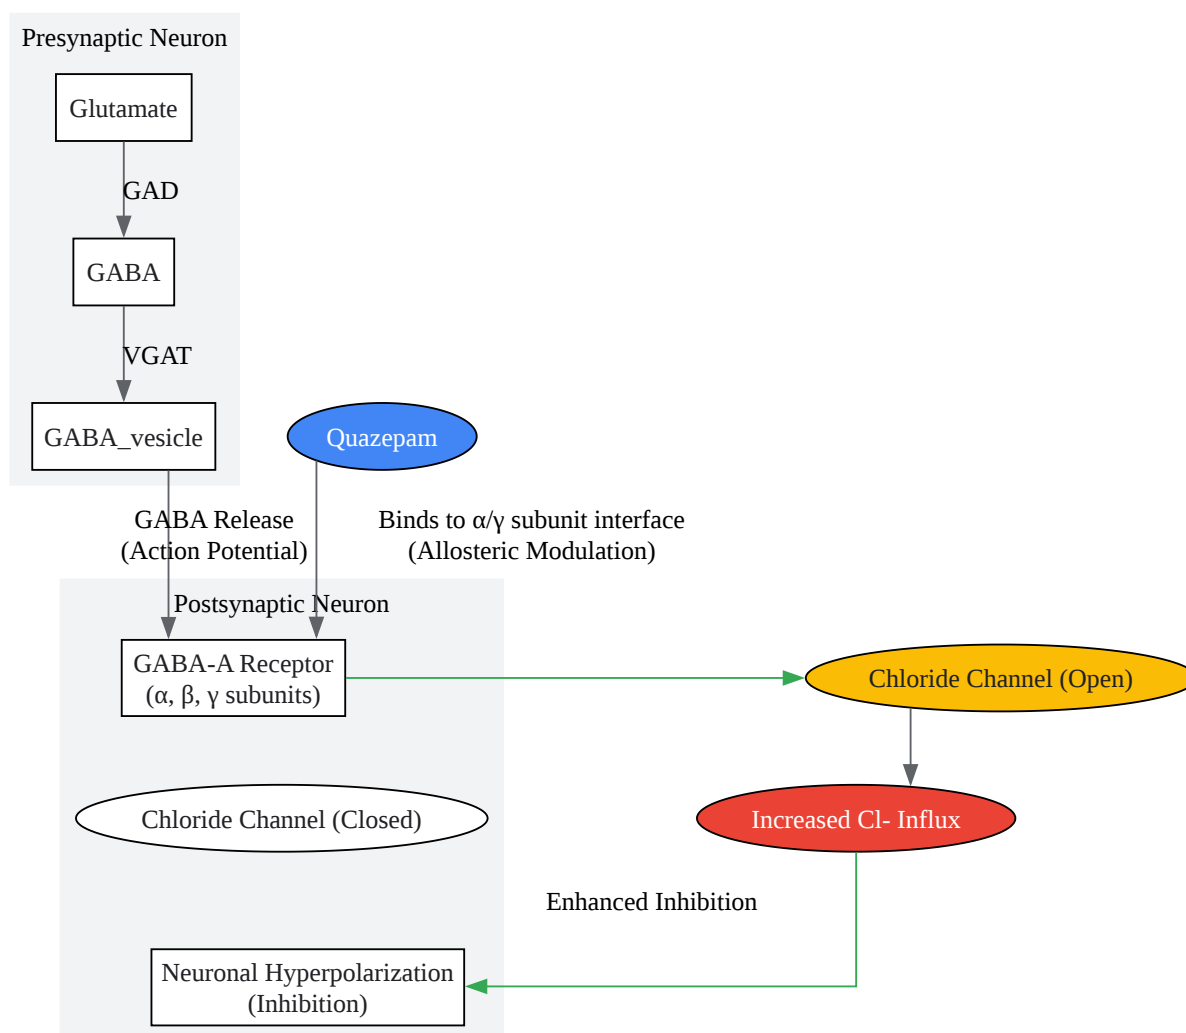 Presynaptic Neuron
Glutamate
GAD
GABA
VGAT
GABA_vesicle
Quazepam
GABA Release
(Action Potential)
Binds to α/γ subunit interface
(Allosteric Modulation)
Postsynaptic Neuron
GABA-A Receptor
(α, β, γ subunits)
Chloride Channel (Open)
Chloride Channel (Closed)
Increased Cl- Influx
Enhanced Inhibition
Neuronal Hyperpolarization
(Inhibition)